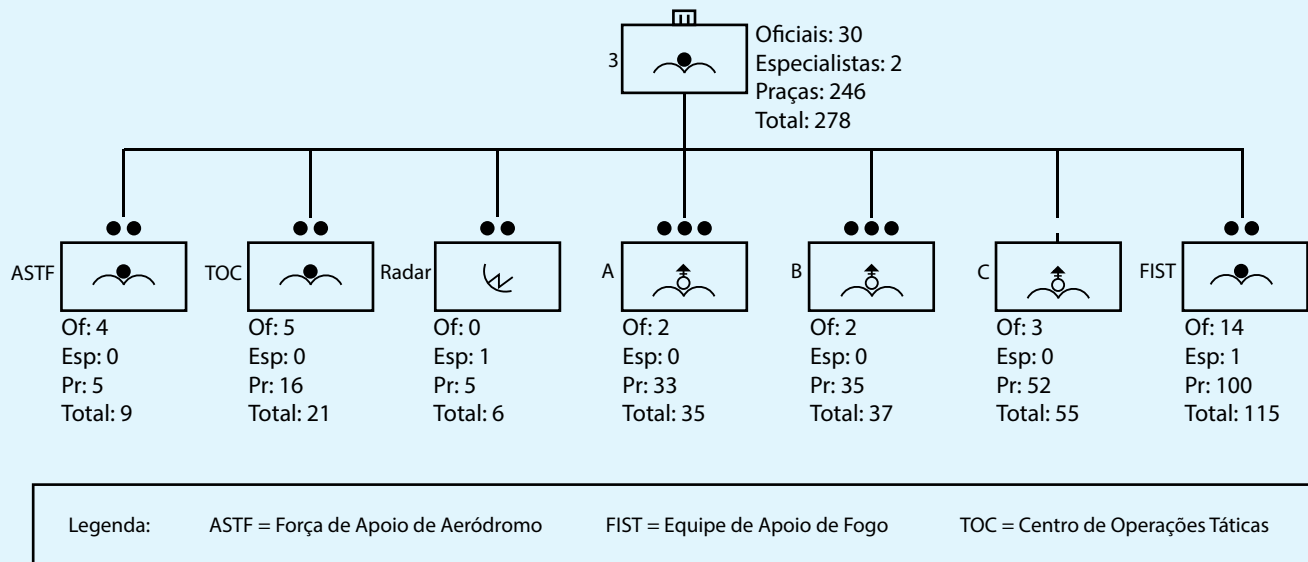 3
Oficiais: 30
Especialistas: 2
Praças: 246
Total: 278
ASTF
Of: 4
Esp: 0
Pr: 5
Total: 9
TOC
Of: 5
Esp: 0
Pr: 16
Total: 21
Radar
Of: 0
Esp: 1
Pr: 5
Total: 6
A
Of: 2
Esp: 0
Pr: 33
Total: 35
B
Of: 2
Esp: 0
Pr: 35
Total: 37
C
Of: 3
Esp: 0
Pr: 52
Total: 55
FIST
Of: 14
Esp: 1
Pr: 100
Total: 115
Legenda: ASTF = Força de Apoio de Aeródromo FIST = Equipe de Apoio de Fogo TOC = Centro de Operações Táticas